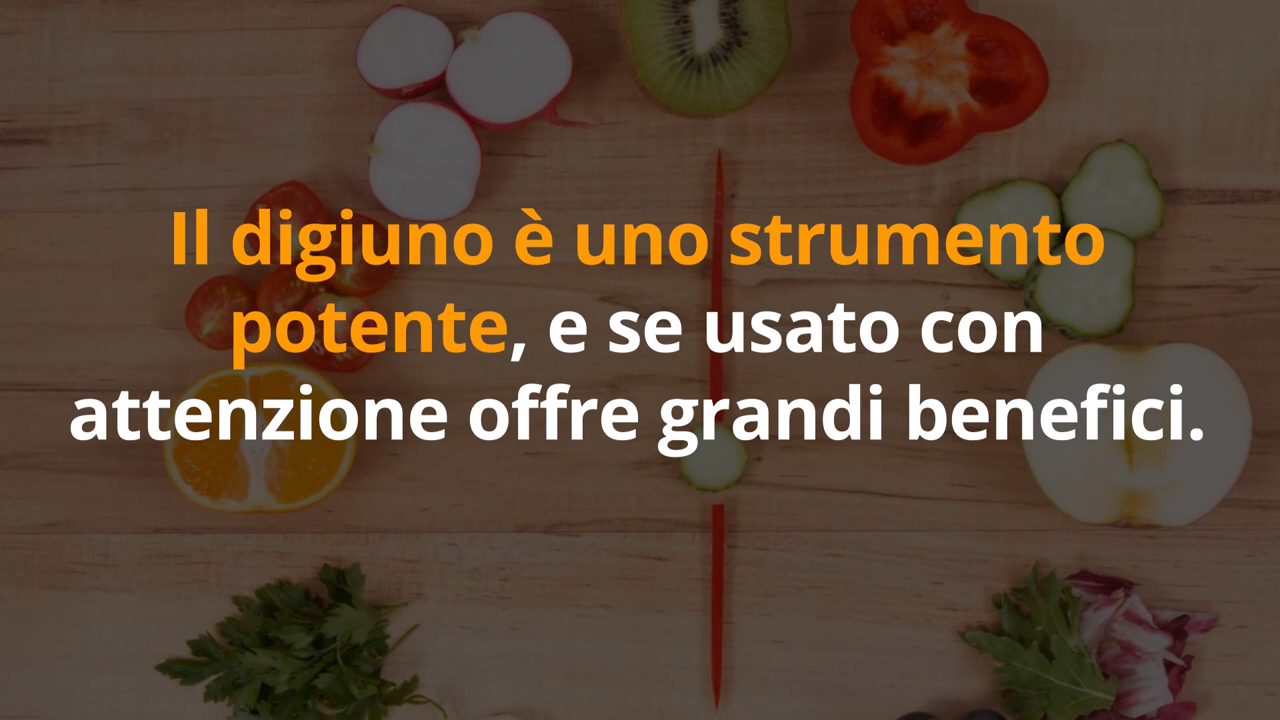 Il digiuno è uno strumento
potente, e se usato con
attenzione offre grandi benefici.